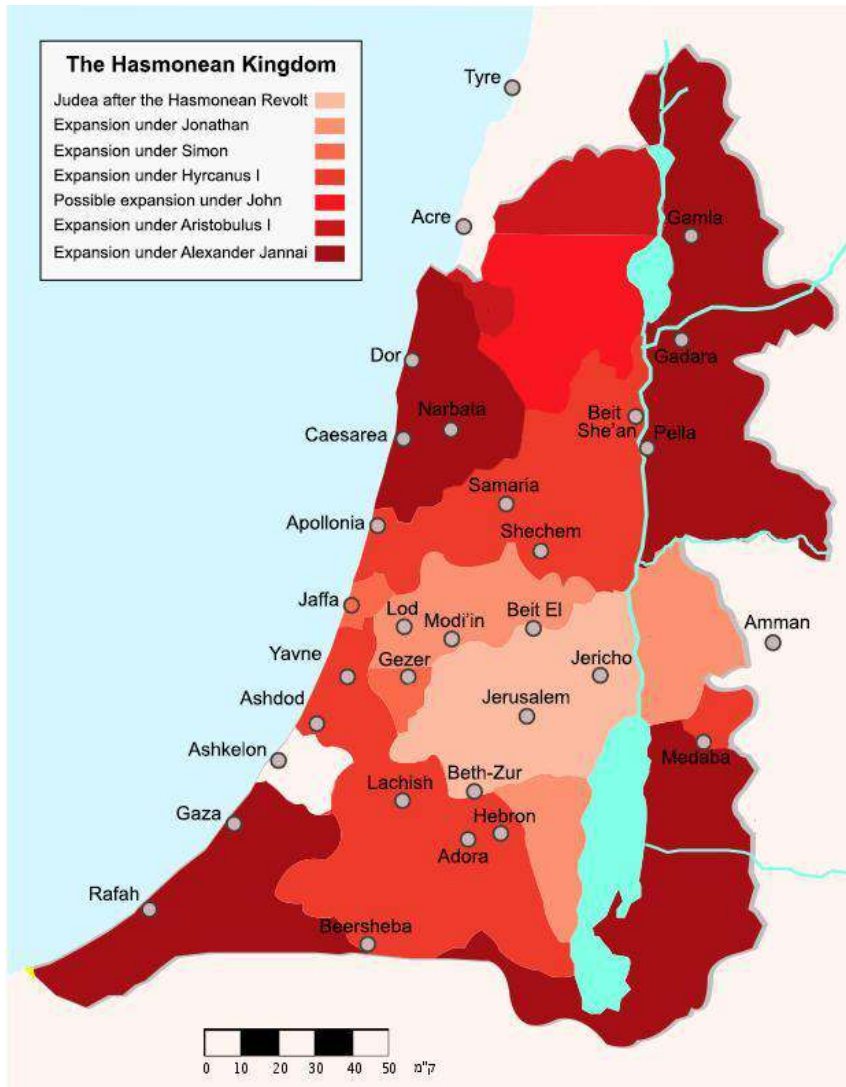 The Hasmonean Kingdom
Judea after the Hasmonean Revolt
Expansion under Jonathan
Expansion under Simon
Expansion under Hyrcanus I
Possible expansion under John
Expansion under Aristobulus I
Expansion under Alexander Jannai
Tyre
Acre
Gamla
Dor
Gadara
Narbata
Beit
She'an
Caesarea
Pella
Samaria
Apollonia
Shechem
Jaffa
Lod
Modi'in
Beit El
Amman
Yavne
Gezer
Jericho
Ashdod
Jerusalem
Ashkelon
Medaba
Lachish
Beth-Zur
Gaza
Hebron
Adora
Rafah
Beersheba
0 10 20 30 40 50 ק"מ